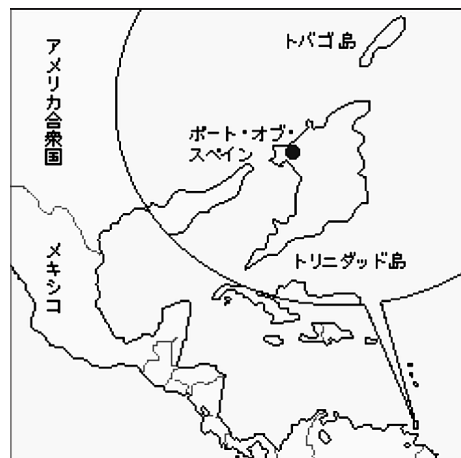 アメリカ合衆国
メキシコ
トバゴ島
ポート・オブ・
スペイン
トリニダッド島